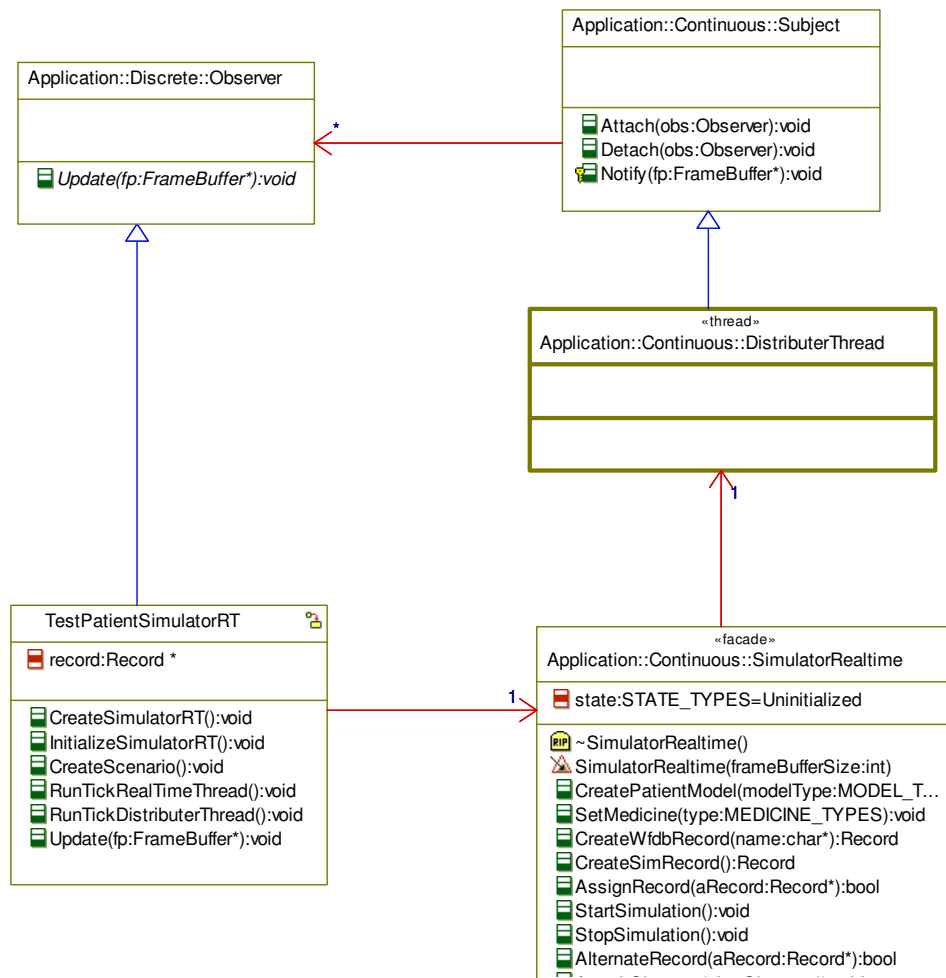 Application::Continuous::Subject
Attach(obs:Observer):void
Detach(obs:Observer):void
Notify(fp:FrameBuffer*):void
Application::Discrete::Observer
Update(fp:FrameBuffer*):void
*
«thread»
Application::Continuous::DistributerThread
1
TestPatientSimulatorRT
record:Record *
CreateSimulatorRT():void
InitializeSimulatorRT():void
CreateScenario():void
RunTickRealTimeThread():void
RunTickDistributerThread():void
Update(fp:FrameBuffer*):void
1
«facade»
Application::Continuous::SimulatorRealtime
state:STATE_TYPES=Uninitialized
RIP ~SimulatorRealtime()
SimulatorRealtime(frameBufferSize:int)
CreatePatientModel(modelType:MODEL_T...
SetMedicine(type:MEDICINE_TYPES):void
CreateWfdbRecord(name:char*):Record
CreateSimRecord():Record
AssignRecord(aRecord:Record*):bool
StartSimulation():void
StopSimulation():void
AlternateRecord(aRecord:Record*):bool